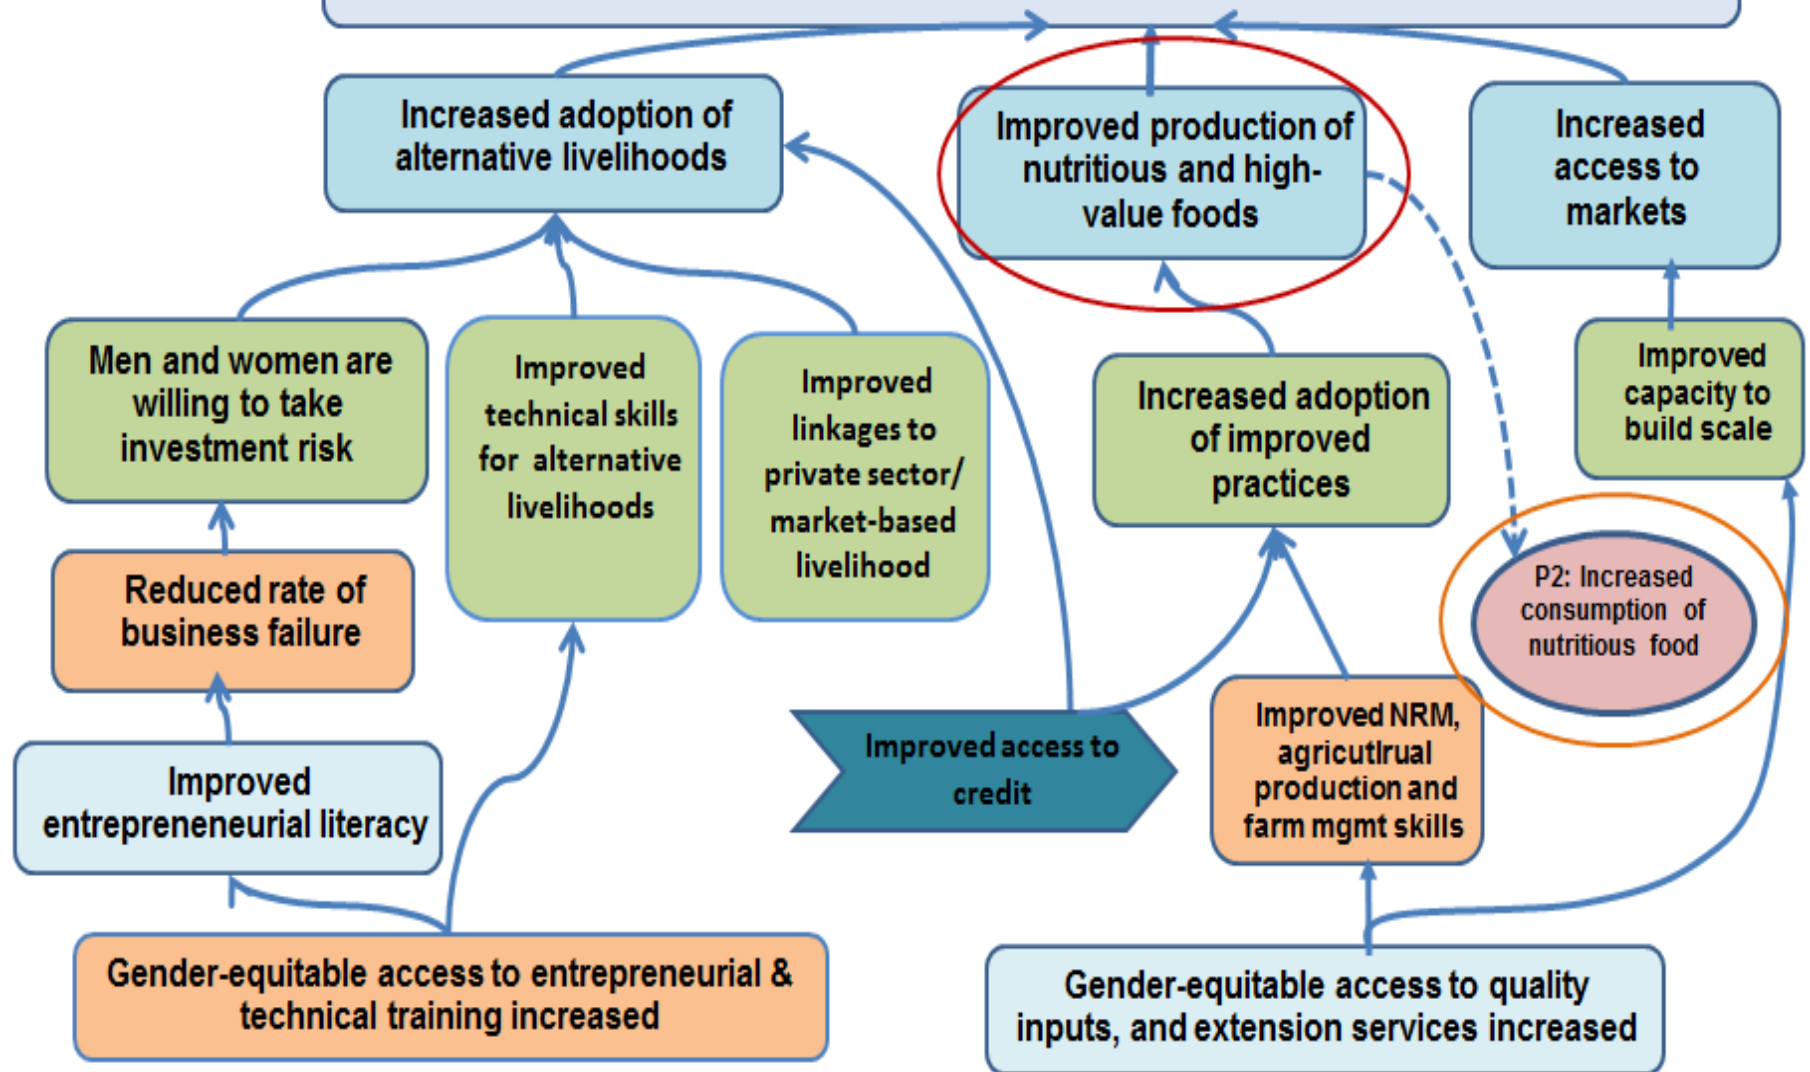 Increased adoption of
alternative livelihoods
Improved production of
nutritious and high-
value foods
Increased
access to
markets
Men and women are
willing to take
investment risk
Improved
technical skills
for alternative
livelihoods
Improved
linkages to
private sector/
market-based
livelihood
Increased adoption
of improved
practices
Improved
capacity to
build scale
Reduced rate of
business failure
P2: Increased
consumption of
nutritious food
Improved access to
credit
Improved NRM,
agricutlrual
production and
farm mgmt skills
Improved
entrepreneneurial literacy
Gender-equitable access to entrepreneurial &
technical training increased
Gender-equitable access to quality
inputs, and extension services increased